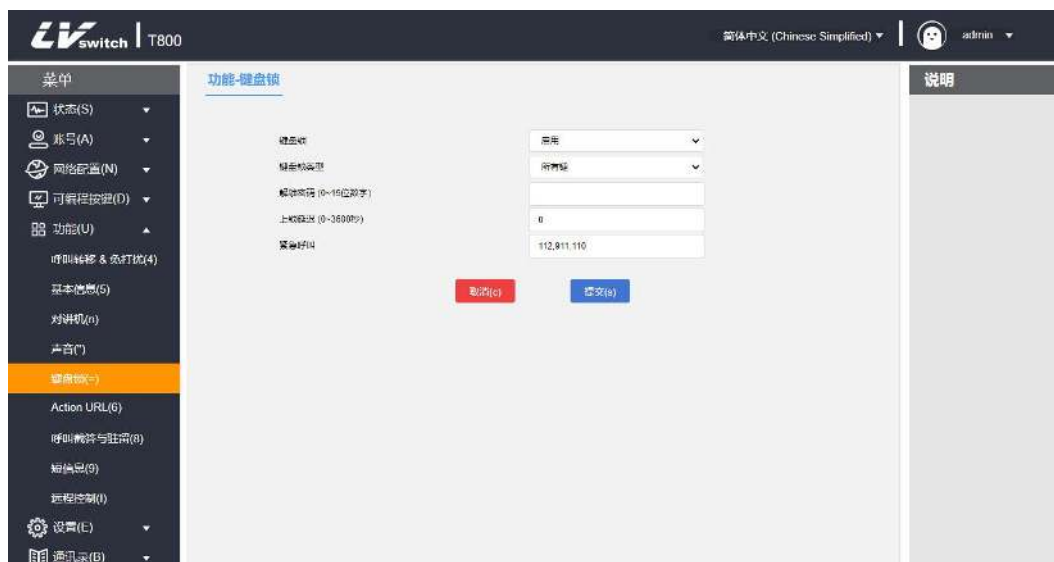 LVswitch | T800
简体中文 (Chinese Simplified)
admin
菜单
功能-键盘锁
说明
状态(S)
账号(A)
网络配置(N)
可编程按键(D)
功能(U)
呼叫转移 & 免打扰(4)
基本信息(5)
对讲机(n)
声音(")
键盘锁(=)
Action URL(6)
呼叫截答与驻留(8)
短信息(9)
远程控制(I)
设置(E)
通讯录(B)
键盘锁
启用
键盘锁类型
所有键
解锁密码 (0~15位数字)
上锁延迟 (0~3600秒)
0
紧急呼叫
112,911,110
取消(c)
提交(s)